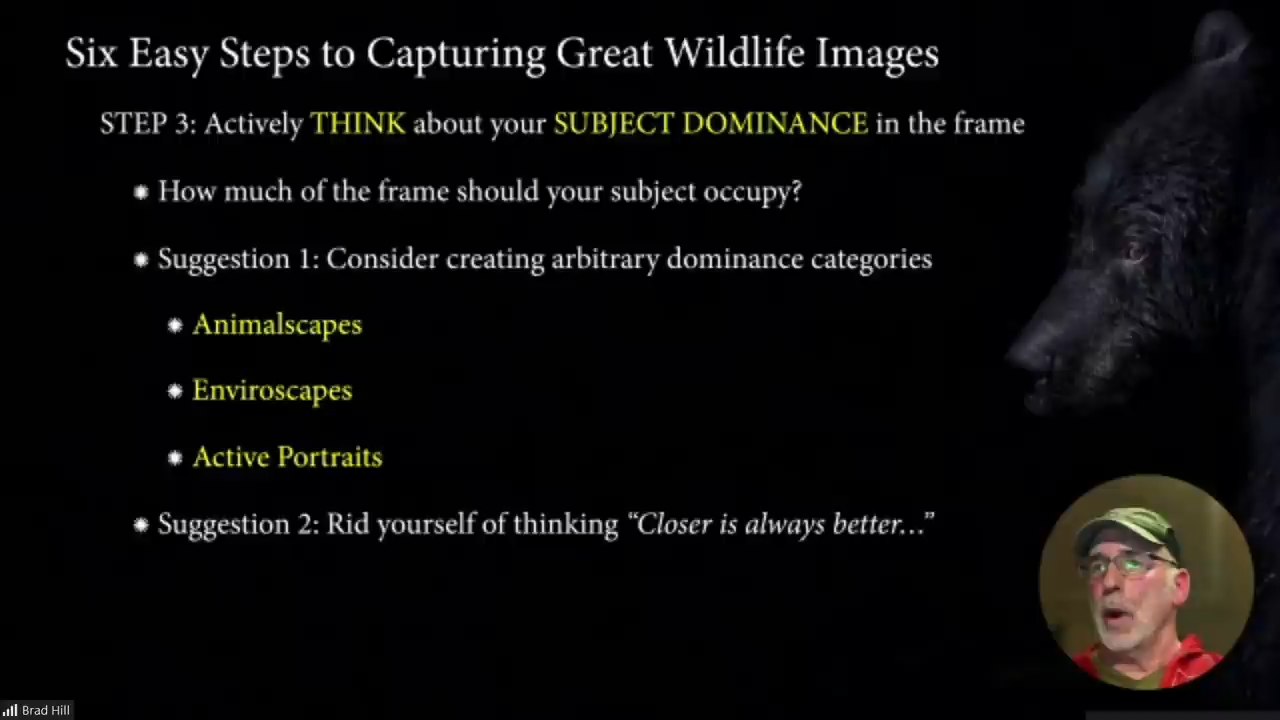 Six Easy Steps to Capturing Great Wildlife Images
STEP 3: Actively THINK about your SUBJECT DOMINANCE in the frame
How much of the frame should your subject occupy?
Suggestion 1: Consider creating arbitrary dominance categories
Animalscapes
Enviroscapes
Active Portraits
Suggestion 2: Rid yourself of thinking “Closer is always better…”
Brad Hill